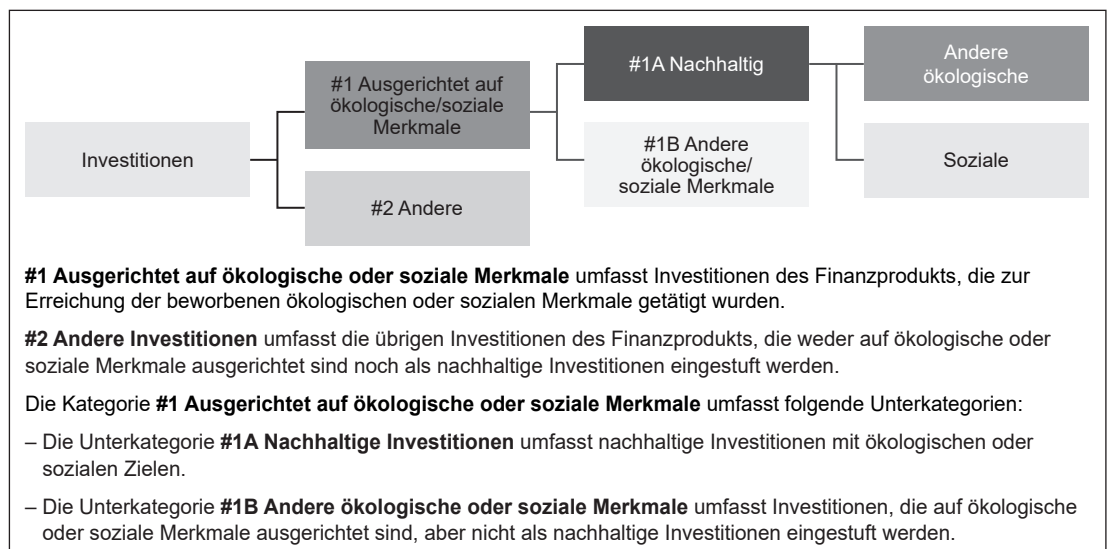 Investitionen
#1 Ausgerichtet auf
ökologische/soziale
Merkmale
#2 Andere
#1A Nachhaltig
#1B Andere
ökologische/
soziale Merkmale
Andere
ökologische
Soziale
#1 Ausgerichtet auf ökologische oder soziale Merkmale umfasst Investitionen des Finanzprodukts, die zur
Erreichung der beworbenen ökologischen oder sozialen Merkmale getätigt wurden.
#2 Andere Investitionen umfasst die übrigen Investitionen des Finanzprodukts, die weder auf ökologische oder
soziale Merkmale ausgerichtet sind noch als nachhaltige Investitionen eingestuft werden.
Die Kategorie #1 Ausgerichtet auf ökologische oder soziale Merkmale umfasst folgende Unterkategorien:
– Die Unterkategorie #1A Nachhaltige Investitionen umfasst nachhaltige Investitionen mit ökologischen oder
sozialen Zielen.
– Die Unterkategorie #1B Andere ökologische oder soziale Merkmale umfasst Investitionen, die auf ökologische
oder soziale Merkmale ausgerichtet sind, aber nicht als nachhaltige Investitionen eingestuft werden.